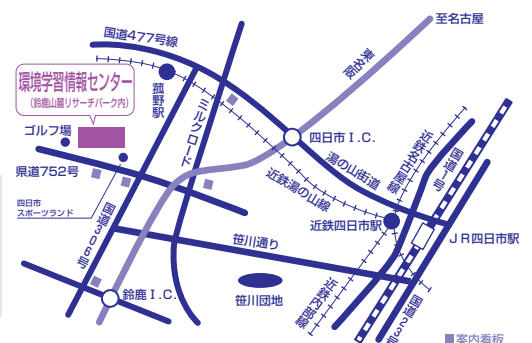 国道477号線
至名古屋
東名阪
環境学習情報センター
(鈴鹿山麓リサーチパーク内)
菰野駅
ミルクロード
ゴルフ場
四日市I.C.
湯の山街道
近鉄名古屋線
国道1号
県道752号
近鉄湯の山線
四日市
スポーツランド
国道306号
近鉄四日市駅
JR四日市駅
笹川通り
鈴鹿I.C.
笹川団地
近鉄内部線
国道23号
■案内看板